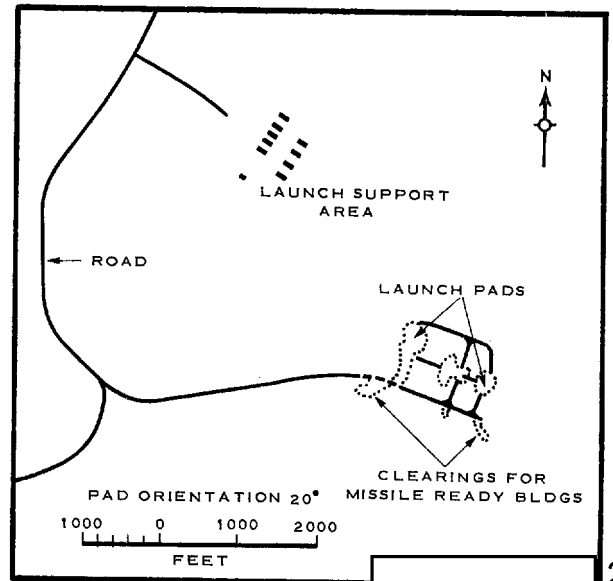 N
LAUNCH SUPPORT
AREA
ROAD
LAUNCH PADS
CLEARINGS FOR
MISSILE READY BLDGS
PAD ORIENTATION 20°
1000 0 1000 2000
FEET